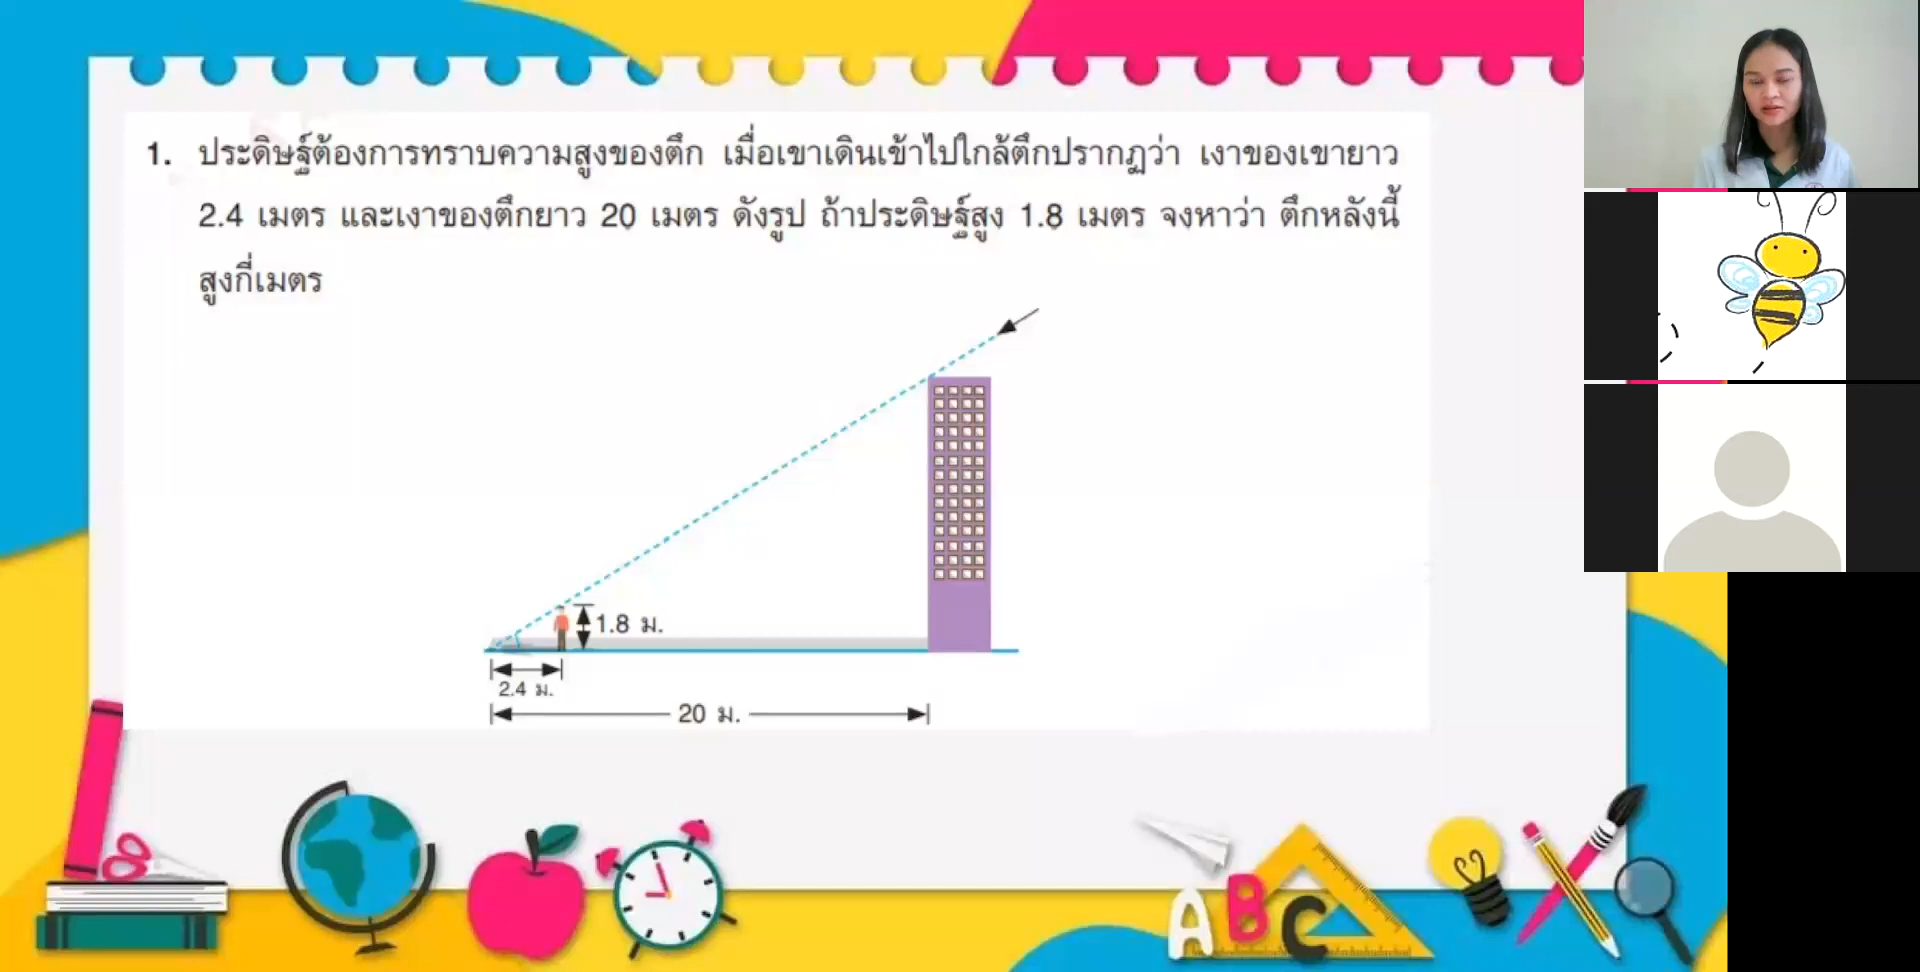 1. ประดิษฐ์ต้องการทราบความสูงของตึก เมื่อเขาเดินเข้าไปใกล้ตึกปรากฏว่า เงาของเขายาว
2.4 เมตร และเงาของตึกยาว 20 เมตร ดังรูป ถ้าประดิษฐ์สูง 1.8 เมตร จงหาว่า ตึกหลังนี้
สูงกี่เมตร
1.8 ม.
2.4 ม.
20 ม.
ABC